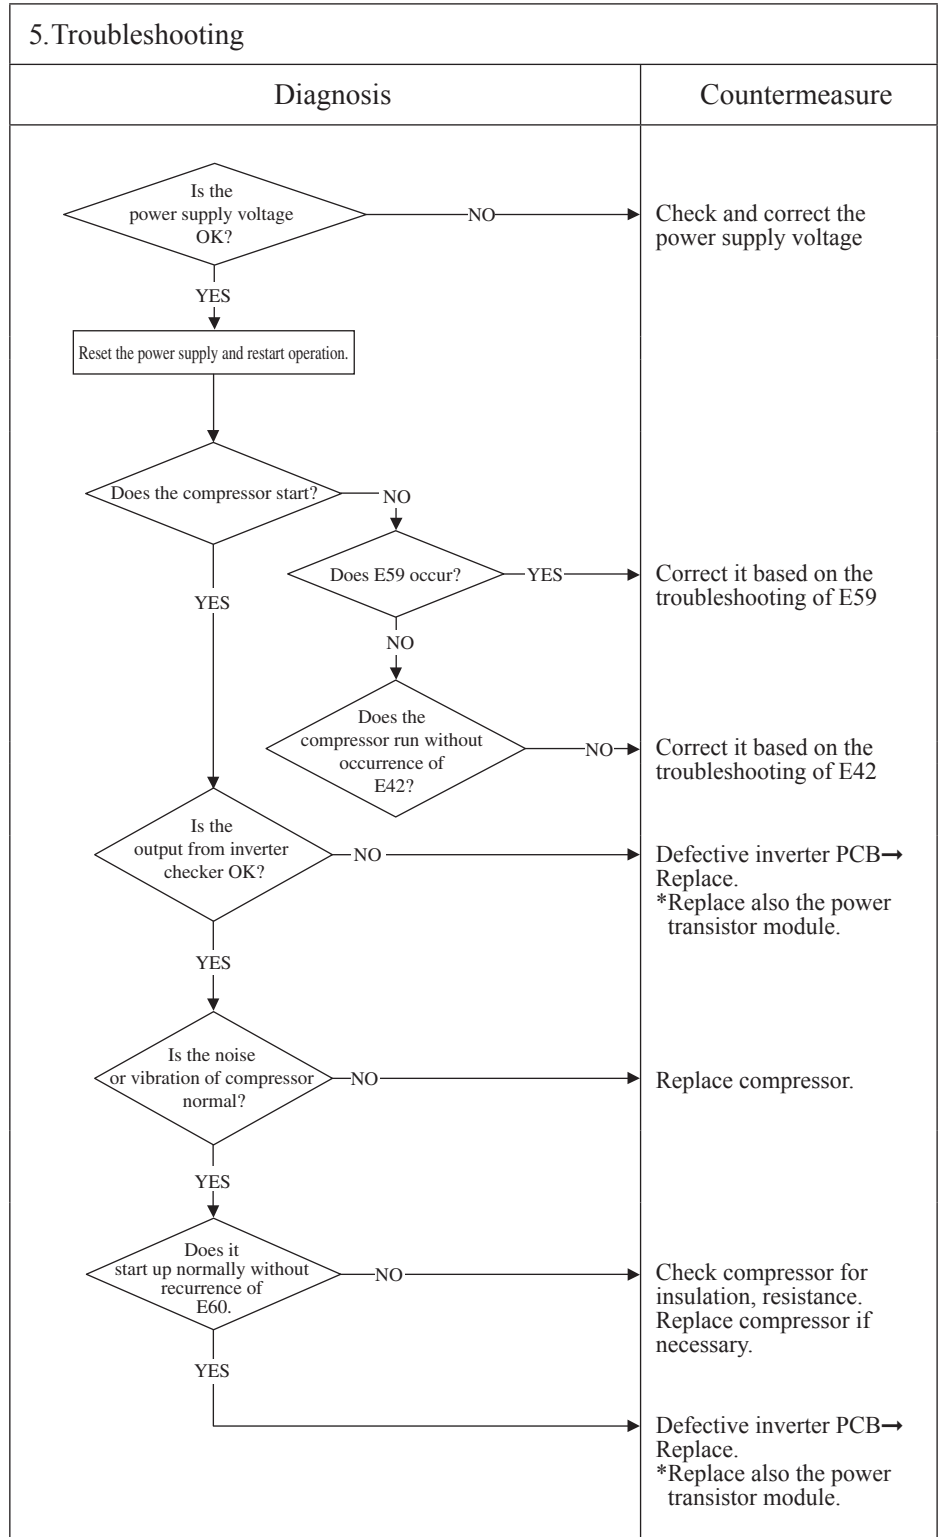 5.Troubleshooting
Diagnosis
Countermeasure
Is the
power supply voltage
OK?
NO
Check and correct the
power supply voltage
YES
Reset the power supply and restart operation.
Does the compressor start?
NO
Does E59 occur?
YES
Correct it based on the
troubleshooting of E59
YES
NO
Does the
compressor run without
occurrence of
E42?
NO
Correct it based on the
troubleshooting of E42
Is the
output from inverter
checker OK?
NO
Defective inverter PCB→
Replace.
*Replace also the power
transistor module.
YES
Is the noise
or vibration of compressor
normal?
NO
Replace compressor.
YES
Does it
start up normally without
recurrence of
E60.
NO
Check compressor for
insulation, resistance.
Replace compressor if
necessary.
YES
Defective inverter PCB→
Replace.
*Replace also the power
transistor module.